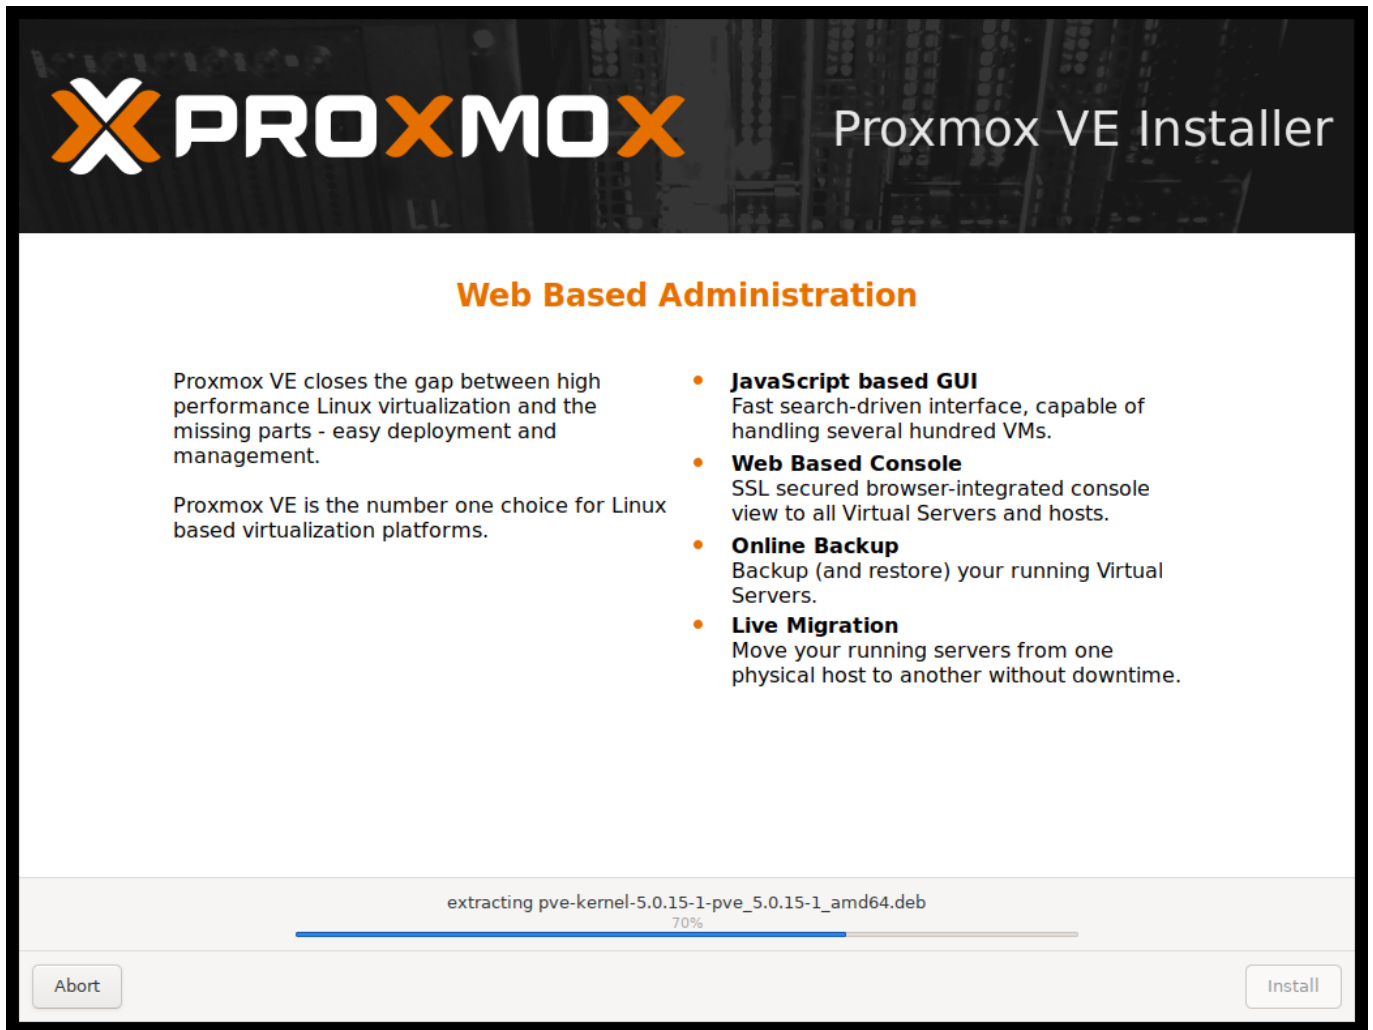 PROXMOX
Proxmox VE Installer
Web Based Administration
Proxmox VE closes the gap between high
performance Linux virtualization and the
missing parts - easy deployment and
management.
Proxmox VE is the number one choice for Linux
based virtualization platforms.
JavaScript based GUI
Fast search-driven interface, capable of
handling several hundred VMs.
Web Based Console
SSL secured browser-integrated console
view to all Virtual Servers and hosts.
Online Backup
Backup (and restore) your running Virtual
Servers.
Live Migration
Move your running servers from one
physical host to another without downtime.
extracting pve-kernel-5.0.15-1-pve_5.0.15-1_amd64.deb
70%
Abort
Install